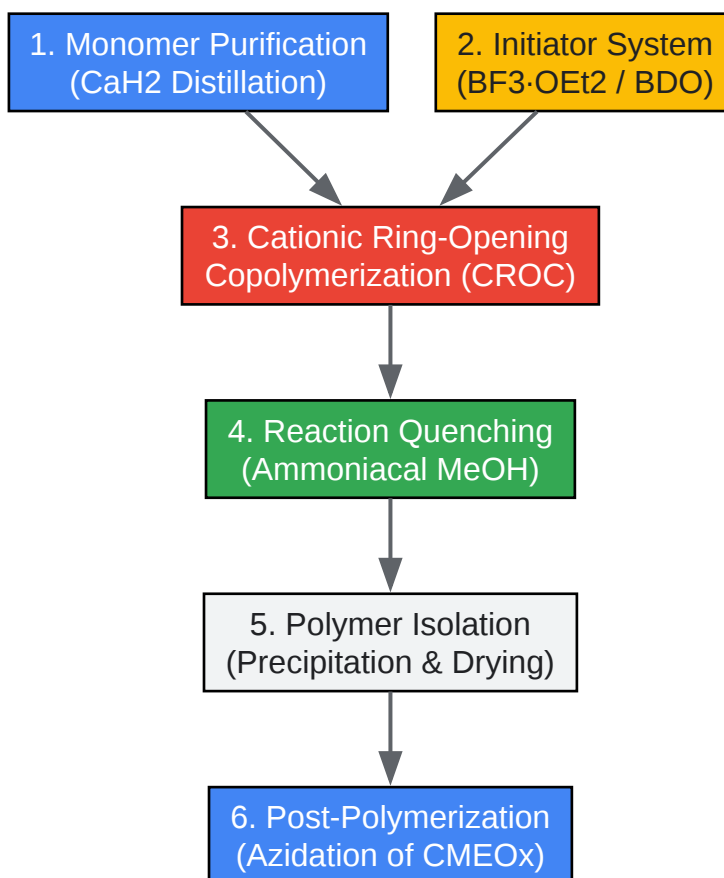 1. Monomer Purification
(CaH2 Distillation)
2. Initiator System
(BF3·OEt2 / BDO)
3. Cationic Ring-Opening
Copolymerization (CROC)
4. Reaction Quenching
(Ammoniacal MeOH)
5. Polymer Isolation
(Precipitation & Drying)
6. Post-Polymerization
(Azidation of CMEOx)